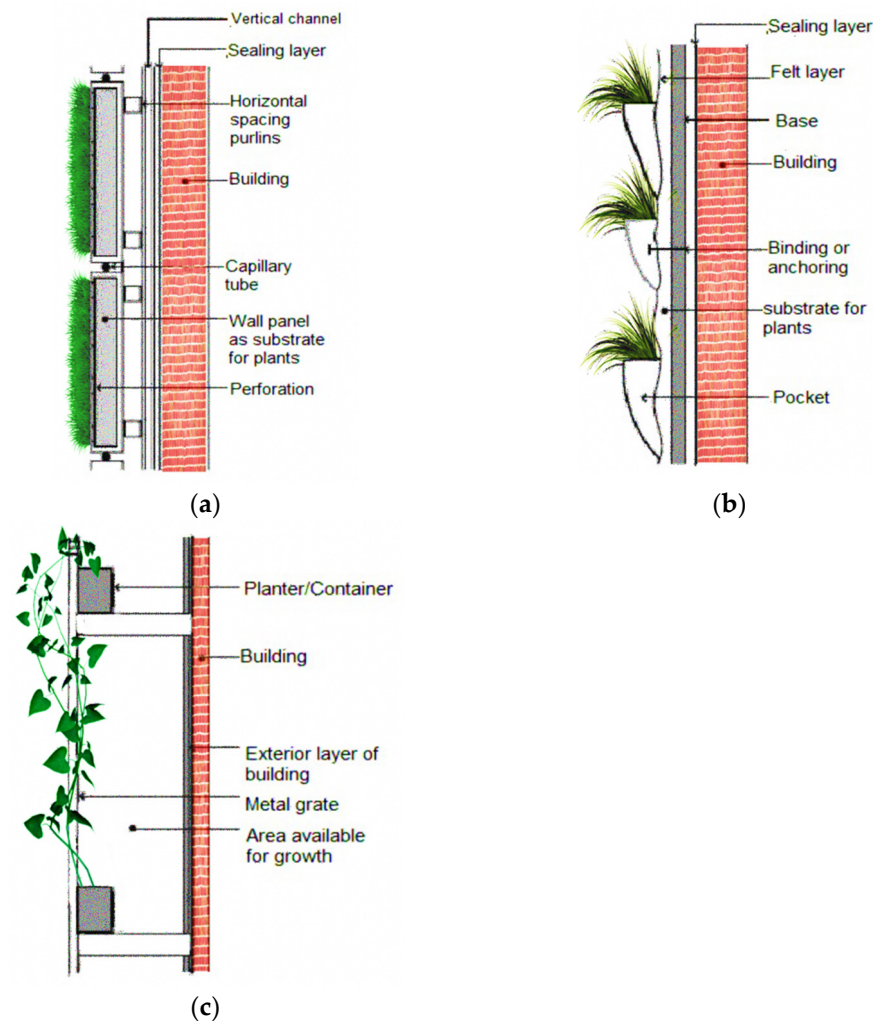 Vertical channel
Sealing layer
Horizontal
spacing
purlins
Building
Capillary
tube
Wall panel
as substrate
for plants
Perforation
(a)
Sealing layer
Felt layer
Base
Building
Binding or
anchoring
substrate for
plants
Pocket
(b)
Planter/Container
Building
Exterior layer of
building
Metal grate
Area available
for growth
(c)